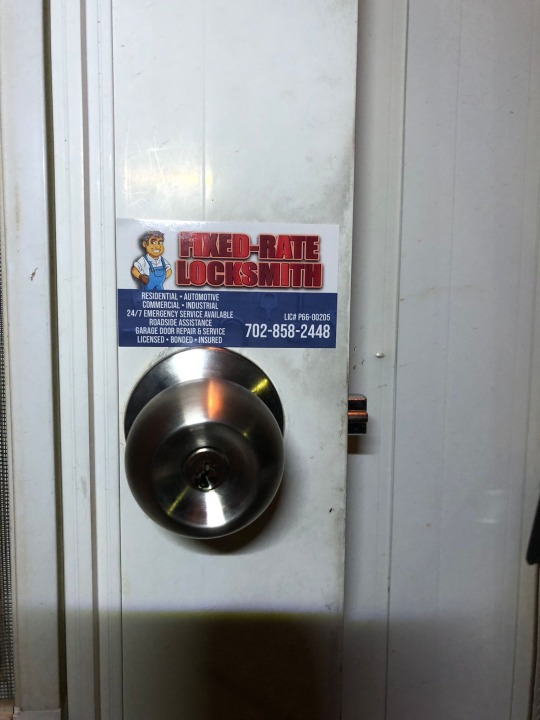 FIXED-RATE
LOCKSMITH
RESIDENTIAL • AUTOMOTIVE
COMMERCIAL • INDUSTRIAL
24/7 EMERGENCY SERVICE AVAILABLE
ROADSIDE ASSISTANCE
GARAGE DOOR REPAIR & SERVICE
LICENSED • BONDED • INSURED
LIC# P66-00205
702-858-2448